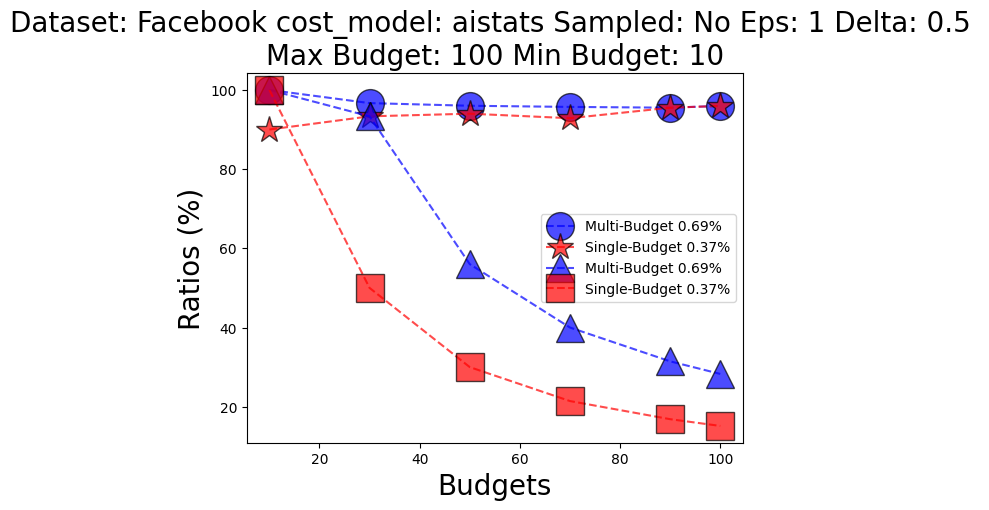 Dataset: Facebook cost_model: aistats Sampled: No Eps: 1 Delta: 0.5
Max Budget: 100 Min Budget: 10
Ratios (%)
100
80
60
40
20
Multi-Budget 0.69%
Single-Budget 0.37%
Multi-Budget 0.69%
Single-Budget 0.37%
20 40 60 80 100
Budgets